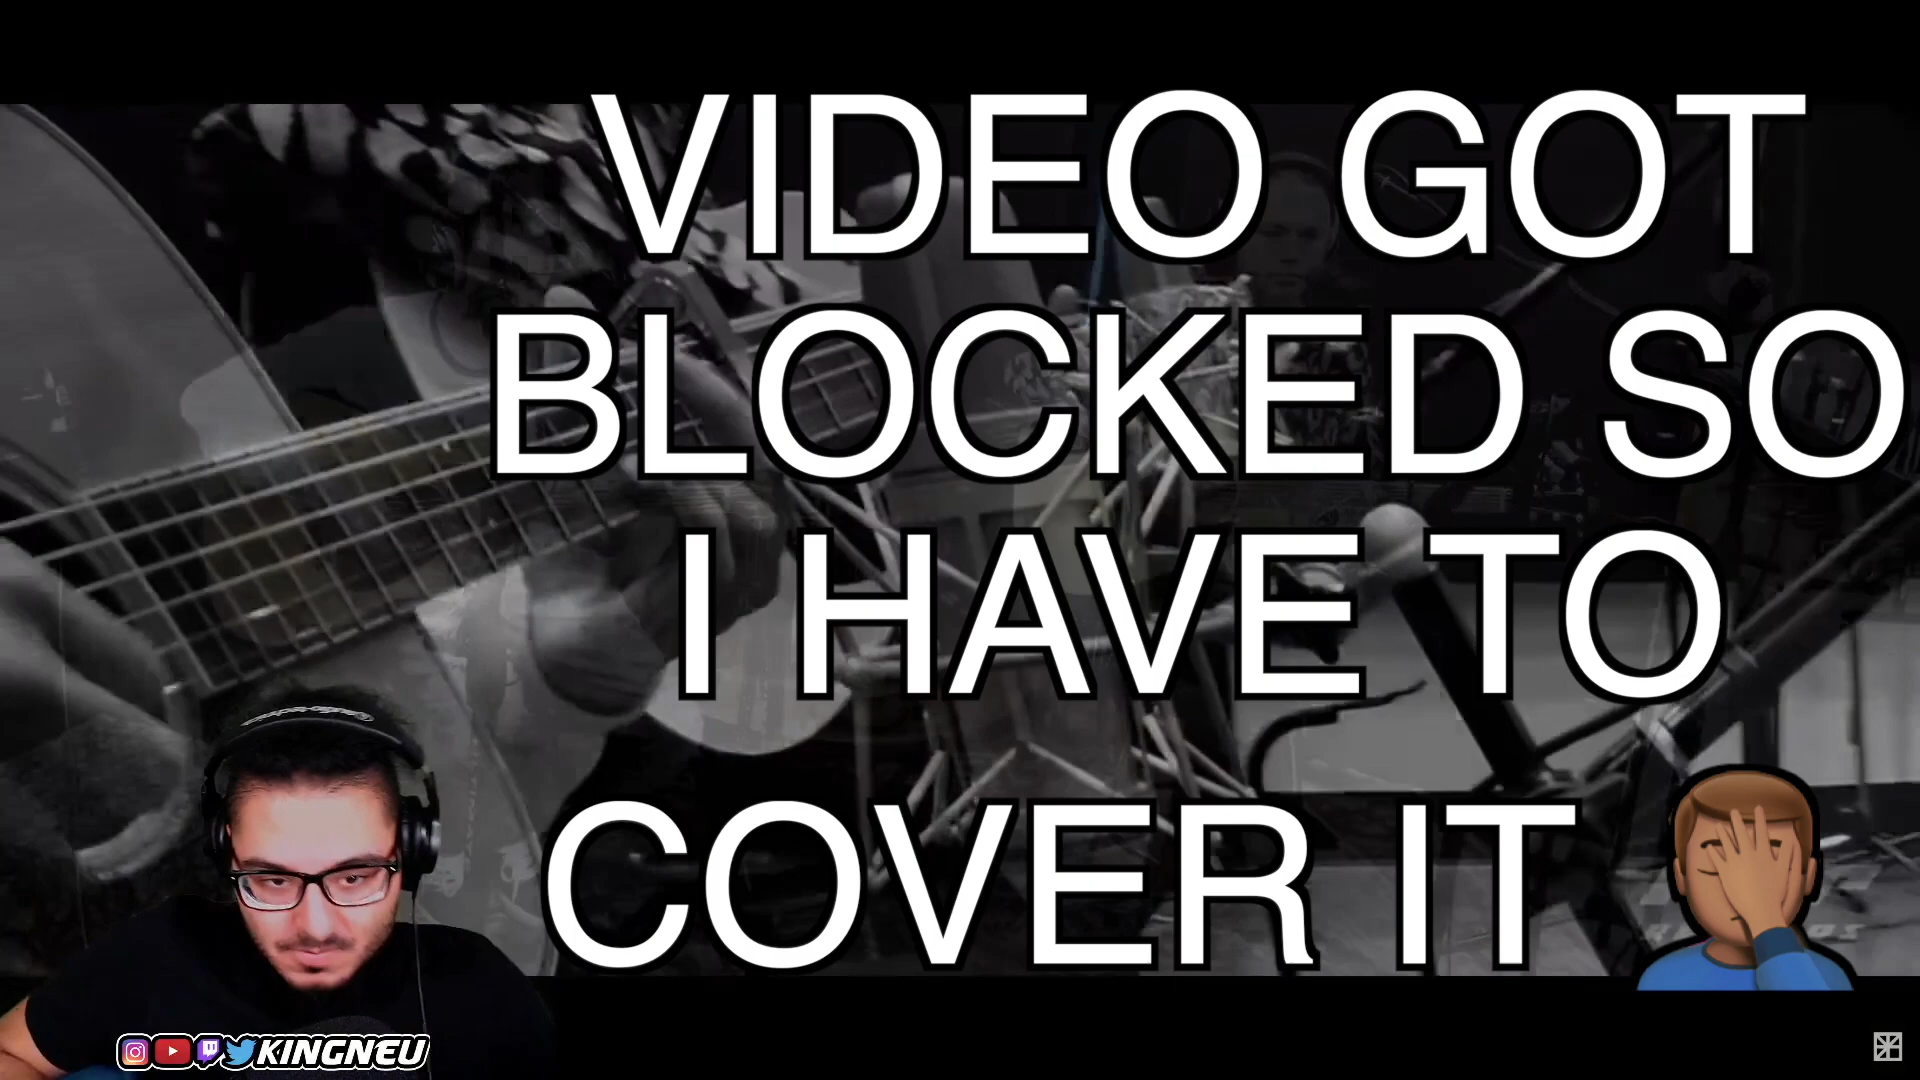 VIDEO GOT
BLOCKED SO
I HAVE TO
COVER IT
KINGNEU